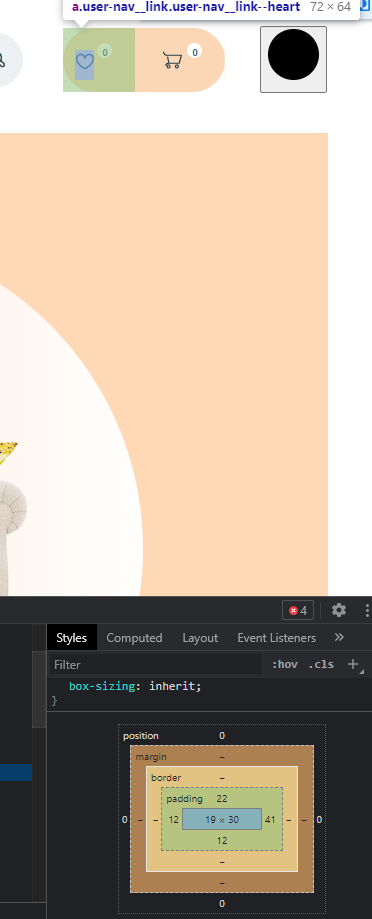 a.user-nav__link.user-nav__link--heart 72 × 64
0
0
4
Styles Computed Layout Event Listeners »
Filter :hov .cls +
box-sizing: inherit;
}
position 0
margin –
border –
padding 22
0 – – 12 19 × 30 41 – – 0
12
–
–
0